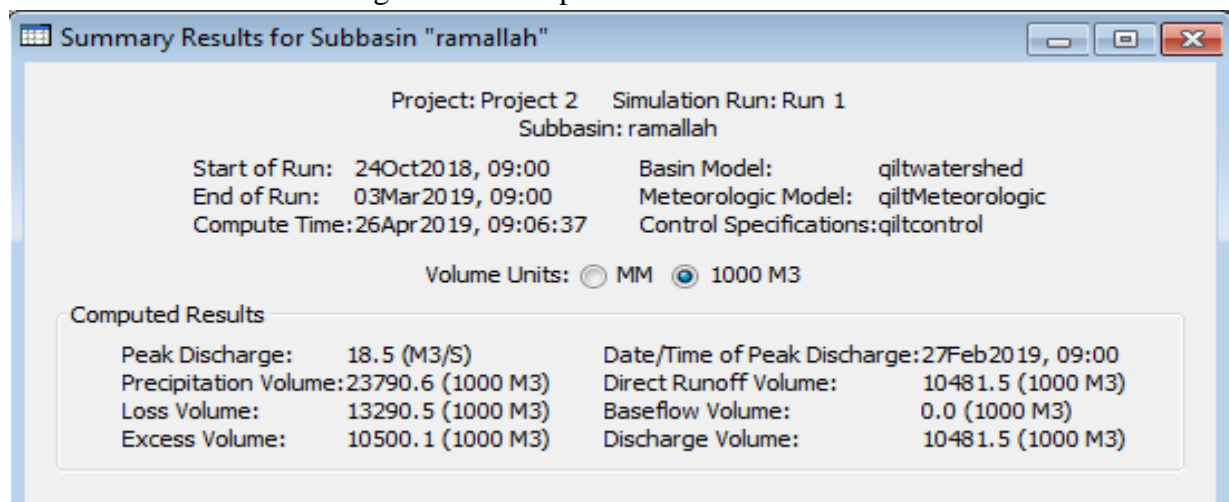 Summary Results for Subbasin "ramallah"
Project: Project 2 Simulation Run: Run 1
Subbasin: ramallah
Start of Run: 24Oct2018, 09:00 Basin Model: qiltwatershed
End of Run: 03Mar2019, 09:00 Meteorologic Model: qiltMeteorologic
Compute Time:26Apr2019, 09:06:37 Control Specifications:qiltcontrol
Volume Units: MM 1000 M3
Computed Results
Peak Discharge: 18.5 (M3/S) Date/Time of Peak Discharge:27Feb2019, 09:00
Precipitation Volume:23790.6 (1000 M3) Direct Runoff Volume: 10481.5 (1000 M3)
Loss Volume: 13290.5 (1000 M3) Baseflow Volume: 0.0 (1000 M3)
Excess Volume: 10500.1 (1000 M3) Discharge Volume: 10481.5 (1000 M3)